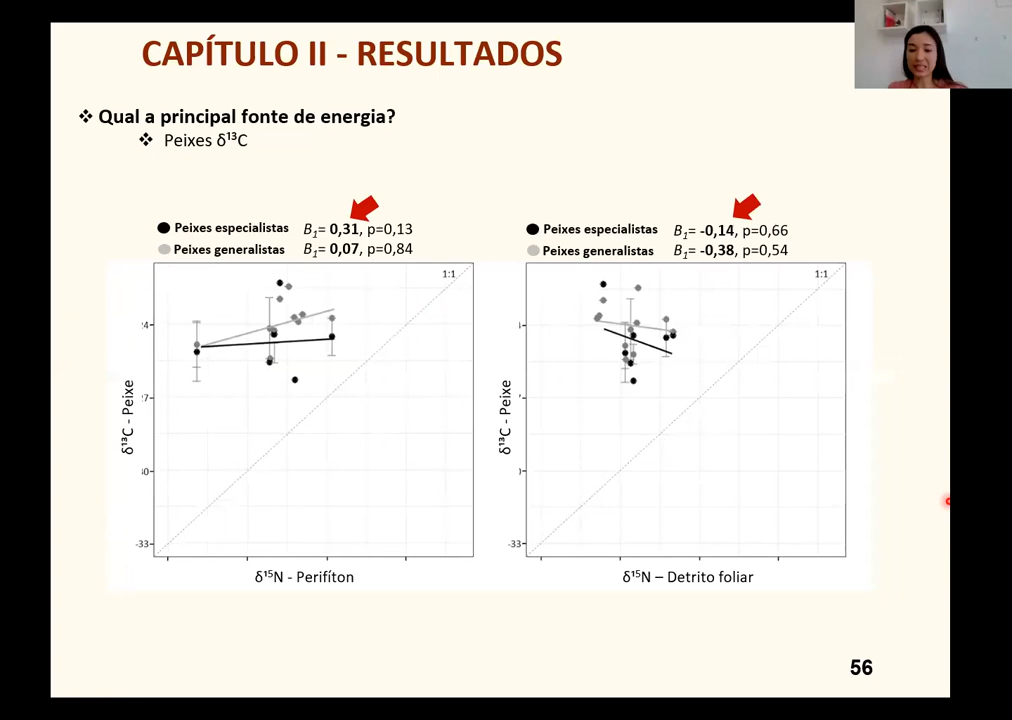 CAPÍTULO II - RESULTADOS
❖ Qual a principal fonte de energia?
❖ Peixes δ¹³C
Peixes especialistas B₁= 0,31, p=0,13
Peixes generalistas B₁= 0,07, p=0,84
Peixes especialistas B₁= -0,14, p=0,66
Peixes generalistas B₁= -0,38, p=0,54
1:1
δ¹³C - Peixe
-33
δ¹⁵N - Perifíton
1:1
δ¹³C - Peixe
-33
δ¹⁵N – Detrito foliar
56